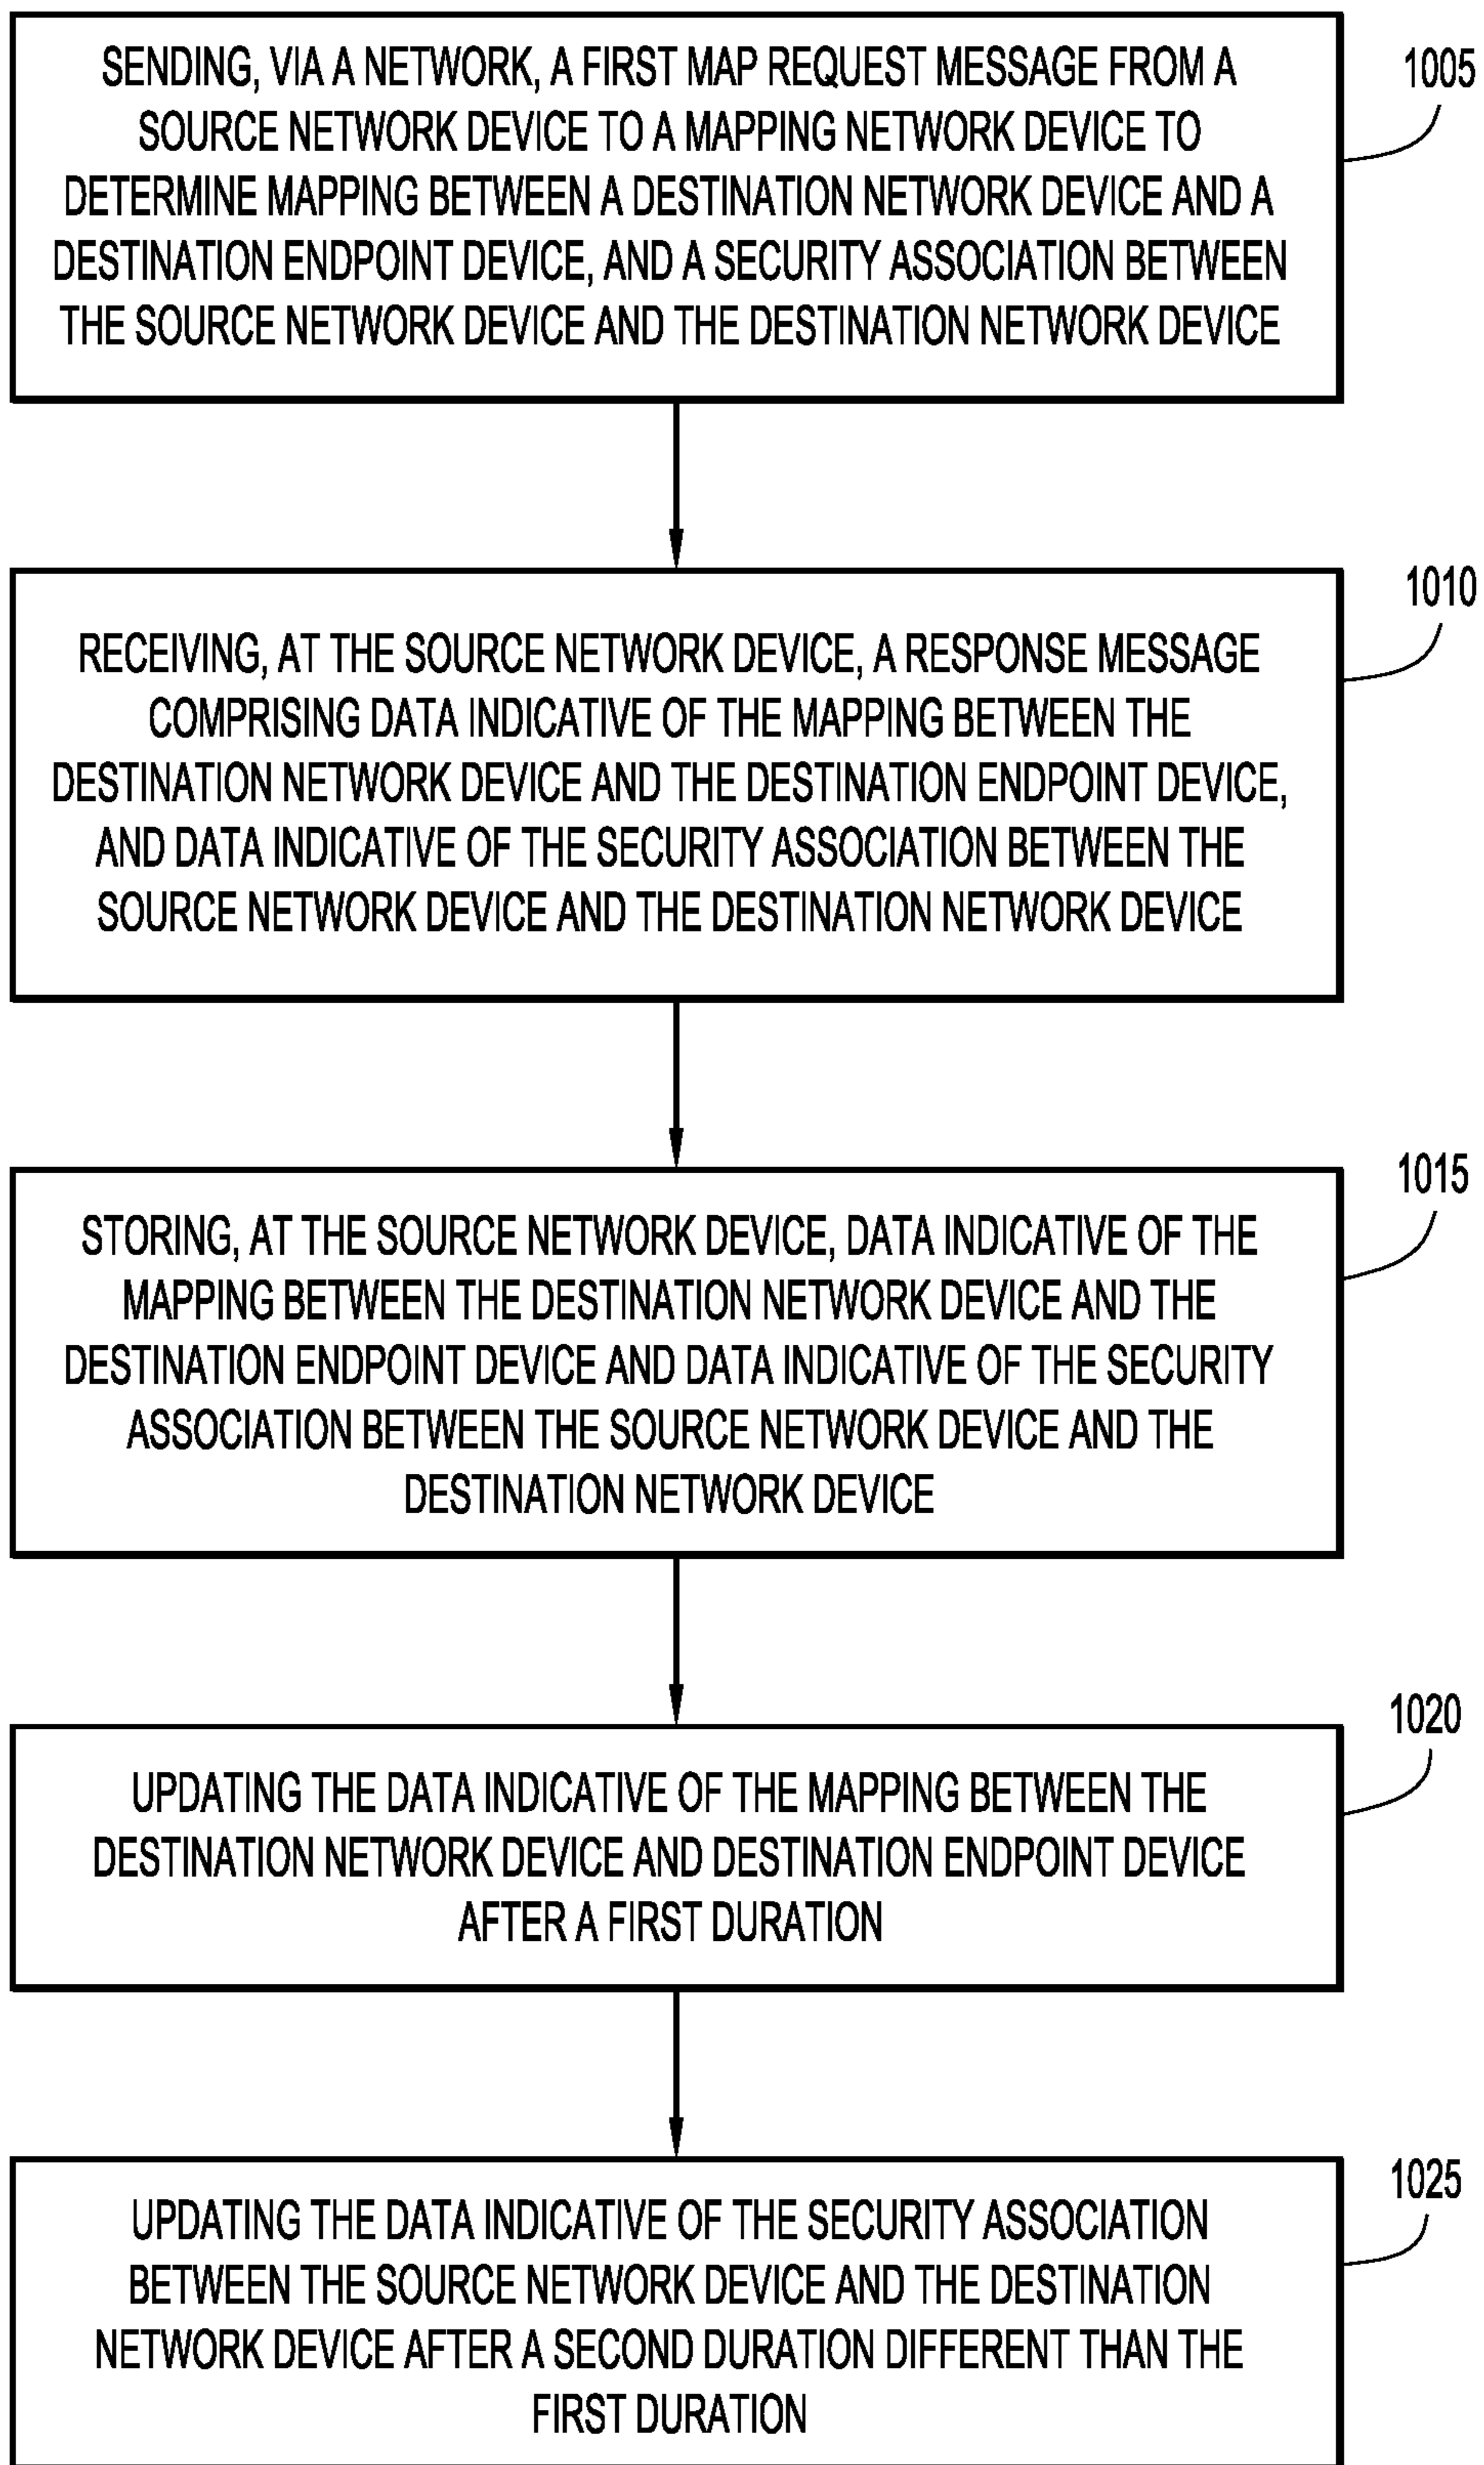 SENDING, VIA A NETWORK, A FIRST MAP REQUEST MESSAGE FROM A
SOURCE NETWORK DEVICE TO A MAPPING NETWORK DEVICE TO
DETERMINE MAPPING BETWEEN A DESTINATION NETWORK DEVICE AND A
DESTINATION ENDPOINT DEVICE, AND A SECURITY ASSOCIATION BETWEEN
THE SOURCE NETWORK DEVICE AND THE DESTINATION NETWORK DEVICE
1005
RECEIVING, AT THE SOURCE NETWORK DEVICE, A RESPONSE MESSAGE
COMPRISING DATA INDICATIVE OF THE MAPPING BETWEEN THE
DESTINATION NETWORK DEVICE AND THE DESTINATION ENDPOINT DEVICE,
AND DATA INDICATIVE OF THE SECURITY ASSOCIATION BETWEEN THE
SOURCE NETWORK DEVICE AND THE DESTINATION NETWORK DEVICE
1010
STORING, AT THE SOURCE NETWORK DEVICE, DATA INDICATIVE OF THE
MAPPING BETWEEN THE DESTINATION NETWORK DEVICE AND THE
DESTINATION ENDPOINT DEVICE AND DATA INDICATIVE OF THE SECURITY
ASSOCIATION BETWEEN THE SOURCE NETWORK DEVICE AND THE
DESTINATION NETWORK DEVICE
1015
UPDATING THE DATA INDICATIVE OF THE MAPPING BETWEEN THE
DESTINATION NETWORK DEVICE AND DESTINATION ENDPOINT DEVICE
AFTER A FIRST DURATION
1020
UPDATING THE DATA INDICATIVE OF THE SECURITY ASSOCIATION
BETWEEN THE SOURCE NETWORK DEVICE AND THE DESTINATION
NETWORK DEVICE AFTER A SECOND DURATION DIFFERENT THAN THE
FIRST DURATION
1025